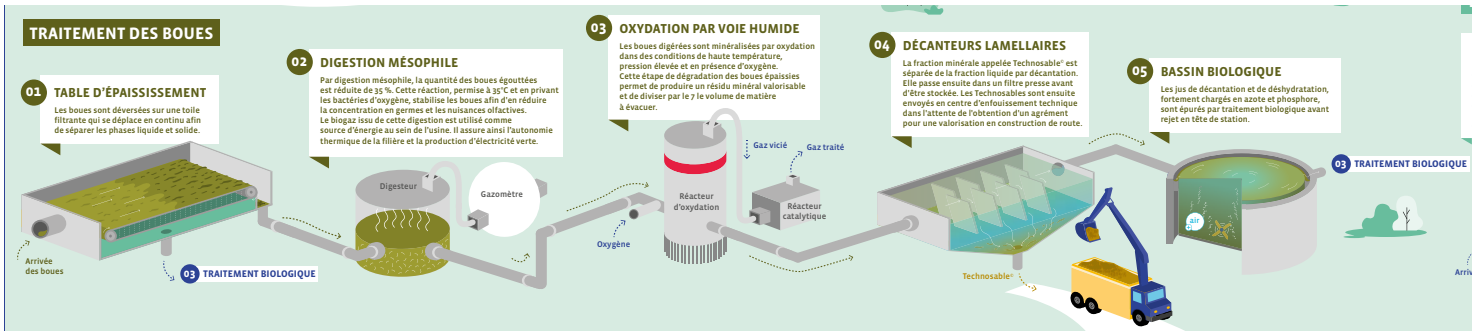 TRAITEMENT DES BOUES
01 TABLE D'ÉPAISSISSEMENT
Les boues sont déversées sur une toile
filtrante qui se déplace en continu afin
de séparer les phases liquide et solide.
Arrivée
des boues
03 TRAITEMENT BIOLOGIQUE
02 DIGESTION MÉSOPHILE
Par digestion mésophile, la quantité des boues égouttées
est réduite de 35 %. Cette réaction, permise à 35°C et en privant
les bactéries d'oxygène, stabilise les boues afin d'en réduire
la concentration en germes et les nuisances olfactives.
Le biogaz issu de cette digestion est utilisé comme
source d'énergie au sein de l'usine. Il assure ainsi l'autonomie
thermique de la filière et la production d'électricité verte.
Digesteur
Gazomètre
03 OXYDATION PAR VOIE HUMIDE
Les boues digérées sont minéralisées par oxydation
dans des conditions de haute température,
pression élevée et en présence d'oxygène.
Cette étape de dégradation des boues épaissies
permet de produire un résidu minéral valorisable
et de diviser par le 7 le volume de matière
à évacuer.
Gaz vicié
Gaz traité
Réacteur
d'oxydation
Réacteur
catalytique
Oxygène
04 DÉCANTEURS LAMELLAIRES
La fraction minérale appelée Technosable® est
séparée de la fraction liquide par décantation.
Elle passe ensuite dans un filtre presse avant
d'être stockée. Les Technosables sont ensuite
envoyés en centre d'enfouissement technique
dans l'attente de l'obtention d'un agrément
pour une valorisation en construction de route.
Technosable®
05 BASSIN BIOLOGIQUE
Les jus de décantation et de déshydratation,
fortement chargés en azote et phosphore,
sont épurés par traitement biologique avant
rejet en tête de station.
air
03 TRAITEMENT BIOLOGIQUE